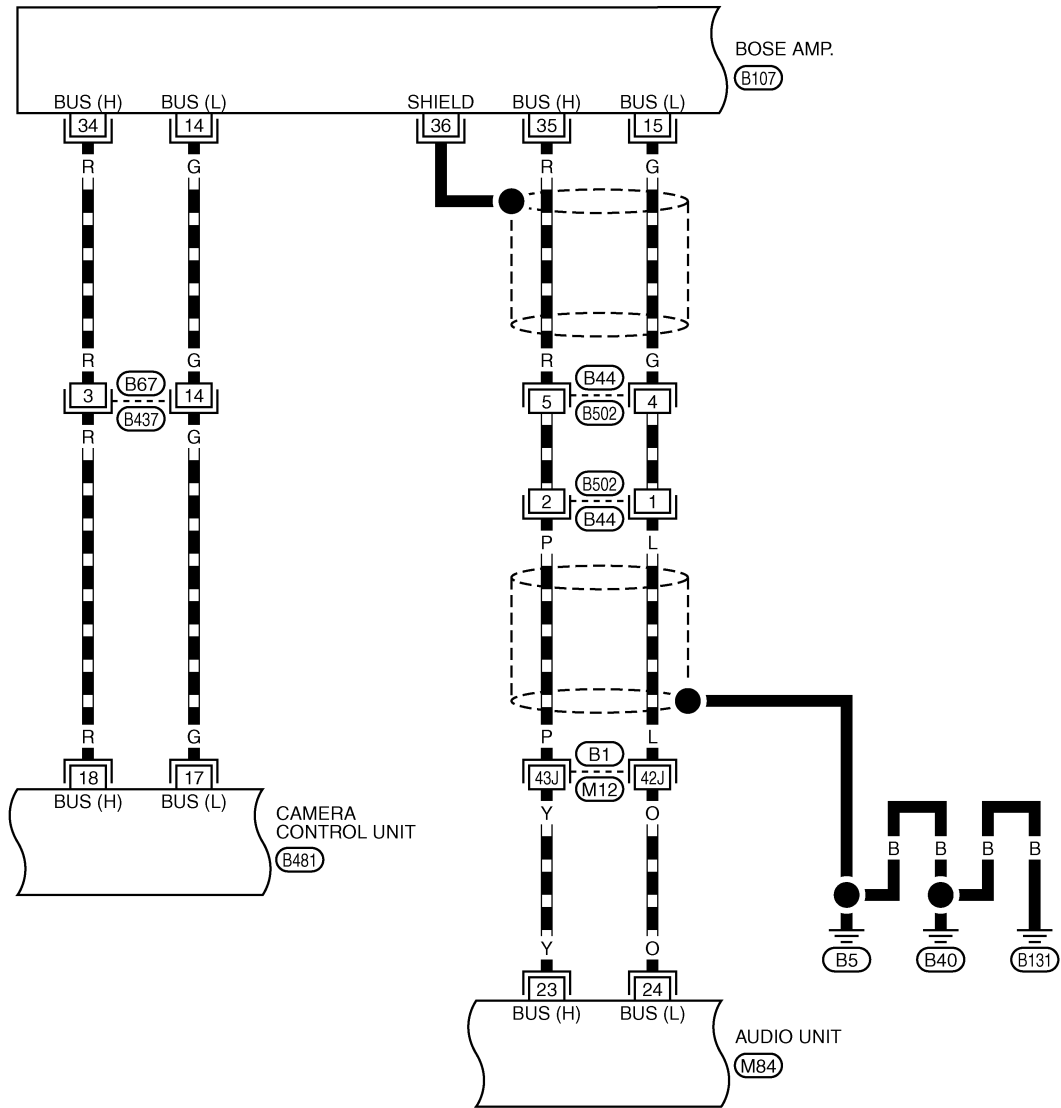 BOSE AMP.
B107
BUS (H) BUS (L) SHIELD BUS (H) BUS (L)
34 14 36 35 15
R G R G
R G R G
3 B67 14 5 B44 4
B437 B502
R G
2 B502 1
B44
P L
R G P L
B1
18 17 43J M12 42J
BUS (H) BUS (L)
CAMERA
CONTROL UNIT
B481
Y O
B B B B
Y O
B5 B40 B131
23 24
BUS (H) BUS (L)
AUDIO UNIT
M84